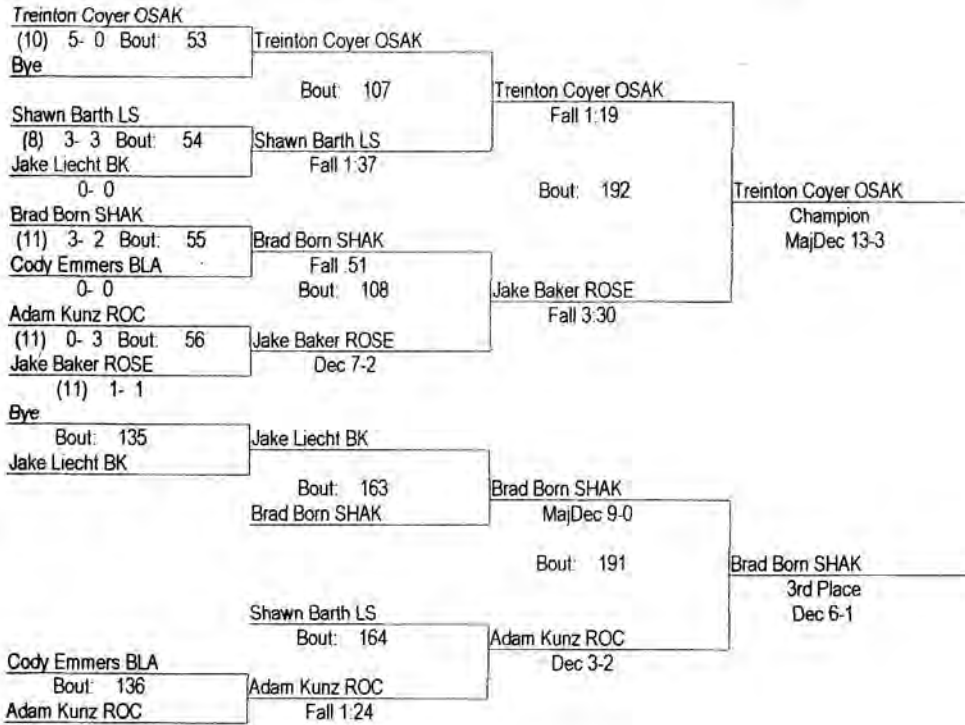 Treinton Coyer OSAK
(10) 5- 0 Bout: 53
Treinton Coyer OSAK
Bye
Bout: 107
Treinton Coyer OSAK
Fall 1:19
Shawn Barth LS
(8) 3- 3 Bout: 54
Shawn Barth LS
Jake Liecht BK
Fall 1:37
0- 0
Bout: 192
Treinton Coyer OSAK
Champion
MajDec 13-3
Brad Born SHAK
(11) 3- 2 Bout: 55
Brad Born SHAK
Cody Emmers BLA
Fall :51
0- 0
Bout: 108
Jake Baker ROSE
Fall 3:30
Adam Kunz ROC
(11) 0- 3 Bout: 56
Jake Baker ROSE
Jake Baker ROSE
Dec 7-2
(11) 1- 1
Bye
Bout: 135
Jake Liecht BK
Jake Liecht BK
Bout: 163
Brad Born SHAK
Brad Born SHAK
MajDec 9-0
Bout: 191
Brad Born SHAK
3rd Place
Dec 6-1
Shawn Barth LS
Bout: 164
Adam Kunz ROC
Dec 3-2
Cody Emmers BLA
Bout: 136
Adam Kunz ROC
Adam Kunz ROC
Fall 1:24